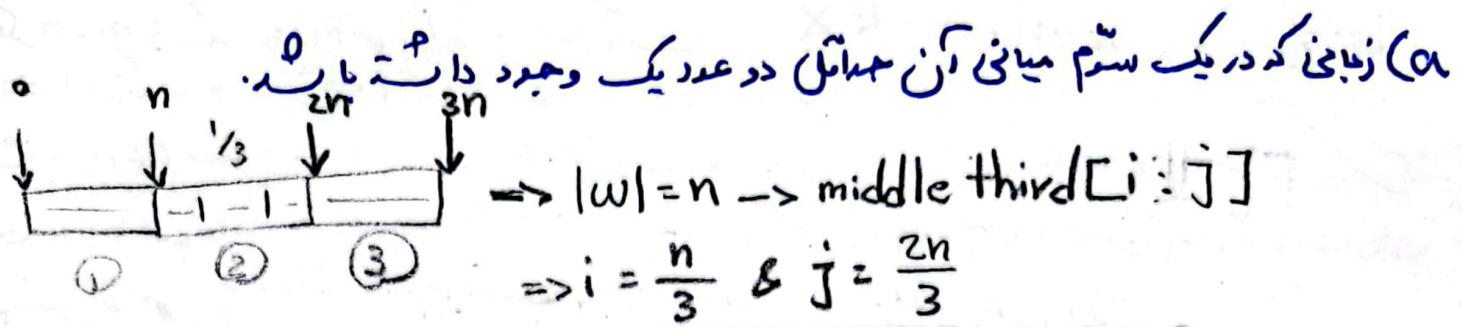 a) زبانی که در یک سوّم میانی آن حداقل دو عدد یک وجود داشته باشد.
0 n 1/3 2n 3n
-1-1-
① ② ③
=> |w|=n -> middle third[i:j]
=> i = n/3 & j = 2n/3